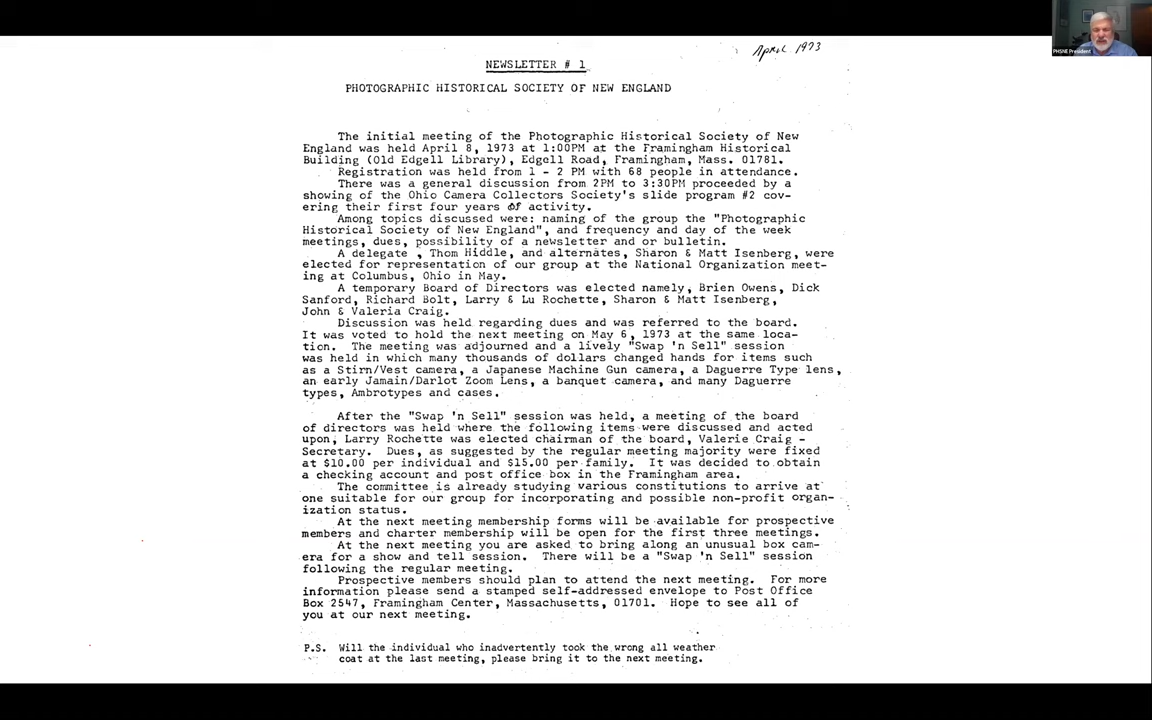 April 1973
NEWSLETTER # 1
PHOTOGRAPHIC HISTORICAL SOCIETY OF NEW ENGLAND
The initial meeting of the Photographic Historical Society of New
England was held April 8, 1973 at 1:00PM at the Framingham Historical
Building (Old Edgell Library), Edgell Road, Framingham, Mass. 01781.
Registration was held from 1 - 2 PM with 68 people in attendance.
There was a general discussion from 2PM to 3:30PM proceeded by a
showing of the Ohio Camera Collectors Society's slide program #2 cov-
ering their first four years of activity.
Among topics discussed were: naming of the group the "Photographic
Historical Society of New England", and frequency and day of the week
meetings, dues, possibility of a newsletter and or bulletin.
A delegate , Thom Hiddle, and alternates, Sharon & Matt Isenberg, were
elected for representation of our group at the National Organization meet-
ing at Columbus, Ohio in May.
A temporary Board of Directors was elected namely, Brien Owens, Dick
Sanford, Richard Bolt, Larry & Lu Rochette, Sharon & Matt Isenberg,
John & Valeria Craig.
Discussion was held regarding dues and was referred to the board.
It was voted to hold the next meeting on May 6, 1973 at the same loca-
tion. The meeting was adjourned and a lively "Swap 'n Sell" session
was held in which many thousands of dollars changed hands for items such
as a Stirn/Vest camera, a Japanese Machine Gun camera, a Daguerre Type lens,
an early Jamain/Darlot Zoom Lens, a banquet camera, and many Daguerre
types, Ambrotypes and cases.
After the "Swap 'n Sell" session was held, a meeting of the board
of directors was held where the following items were discussed and acted
upon, Larry Rochette was elected chairman of the board, Valerie Craig -
Secretary. Dues, as suggested by the regular meeting majority were fixed
at $10.00 per individual and $15.00 per family. It was decided to obtain
a checking account and post office box in the Framingham area.
The committee is already studying various constitutions to arrive at
one suitable for our group for incorporating and possible non-profit organ-
ization status.
At the next meeting membership forms will be available for prospective
members and charter membership will be open for the first three meetings.
At the next meeting you are asked to bring along an unusual box cam-
era for a show and tell session. There will be a "Swap 'n Sell" session
following the regular meeting.
Prospective members should plan to attend the next meeting. For more
information please send a stamped self-addressed envelope to Post Office
Box 2547, Framingham Center, Massachusetts, 01701. Hope to see all of
you at our next meeting.
P.S. Will the individual who inadvertently took the wrong all weather
coat at the last meeting, please bring it to the next meeting.
PHSNE President